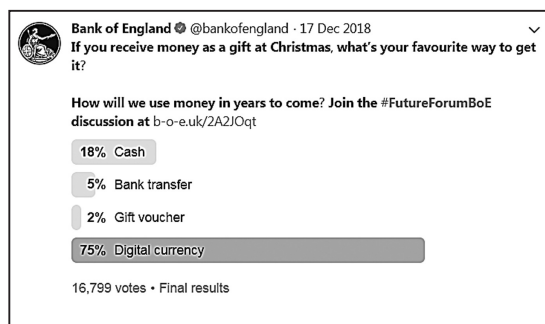 Bank of England @bankofengland · 17 Dec 2018
If you receive money as a gift at Christmas, what's your favourite way to get
it?
How will we use money in years to come? Join the #FutureForumBoE
discussion at b-o-e.uk/2A2JOqt
18% Cash
5% Bank transfer
2% Gift voucher
75% Digital currency
16,799 votes • Final results